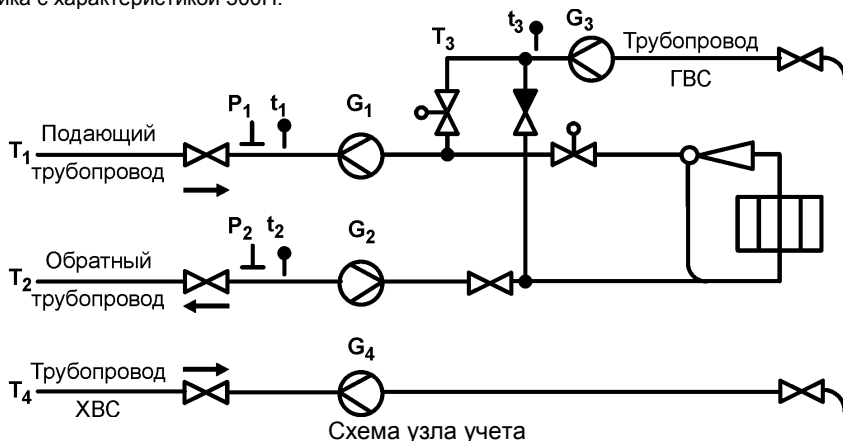 ика с характеристикой 500П.
t3 G3
T3 Трубопровод
ГВС
P1 t1 G1
Подающий
T1
трубопровод
P2 t2 G2
Обратный
T2
трубопровод
G4
Трубопровод
T4
ХВС
Схема узла учета